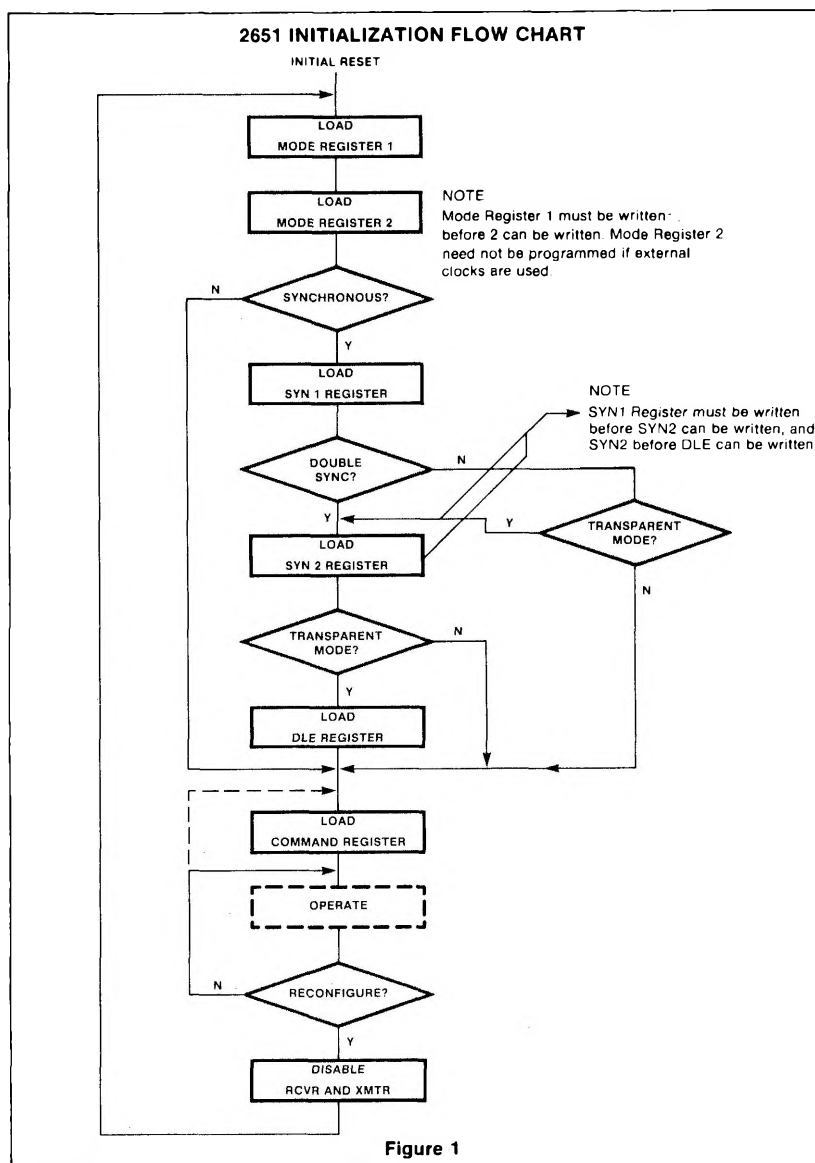 2651 INITIALIZATION FLOW CHART
INITIAL RESET
LOAD
MODE REGISTER 1
LOAD
MODE REGISTER 2
NOTE
Mode Register 1 must be written
before 2 can be written. Mode Register 2
need not be programmed if external
clocks are used
N
SYNCHRONOUS?
Y
LOAD
SYN 1 REGISTER
NOTE
SYN1 Register must be written
before SYN2 can be written, and
SYN2 before DLE can be written
DOUBLE
SYNC?
N
Y
Y
TRANSPARENT
MODE?
LOAD
SYN 2 REGISTER
N
TRANSPARENT
MODE?
N
Y
LOAD
DLE REGISTER
LOAD
COMMAND REGISTER
OPERATE
N
RECONFIGURE?
Y
DISABLE
RCVR AND XMTR
Figure 1